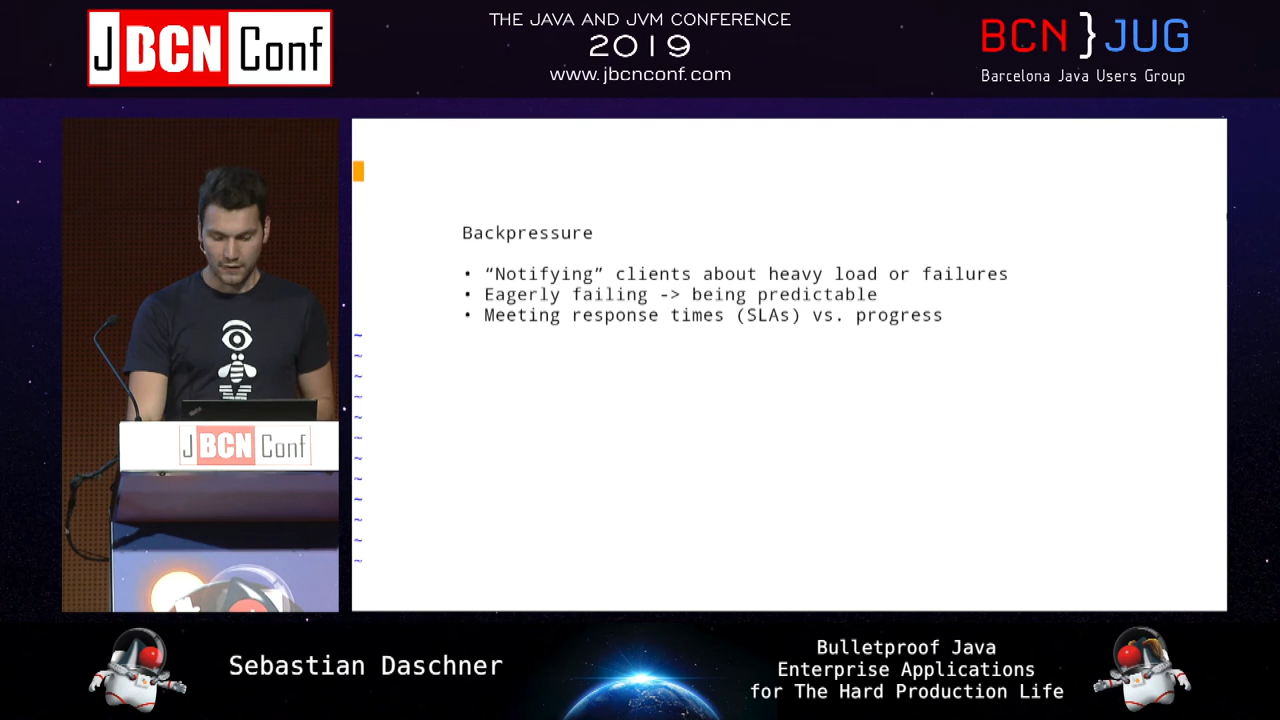 J BCN Conf
THE JAVA AND JVM CONFERENCE
2019
www.jbcnconf.com
BCN}JUG
Barcelona Java Users Group
Backpressure
• “Notifying” clients about heavy load or failures
• Eagerly failing -> being predictable
• Meeting response times (SLAs) vs. progress
~
~
~
~
~
~
~
~
~
~
~
~
J BCN Conf
Sebastian Daschner
Bulletproof Java
Enterprise Applications
for The Hard Production Life